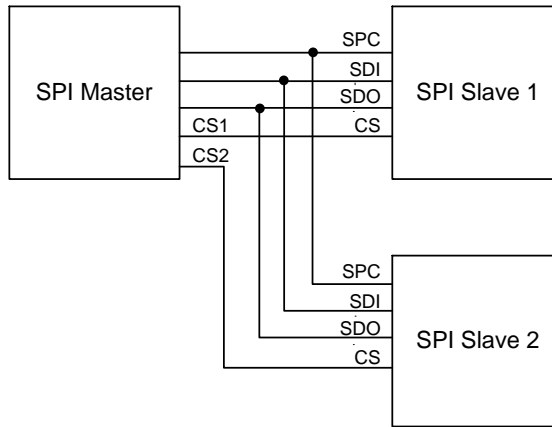 SPC
SDI
SPI Master
SPI Slave 1
SDO
CS1
CS
CS2
SPC
SDI
SDO
SPI Slave 2
CS